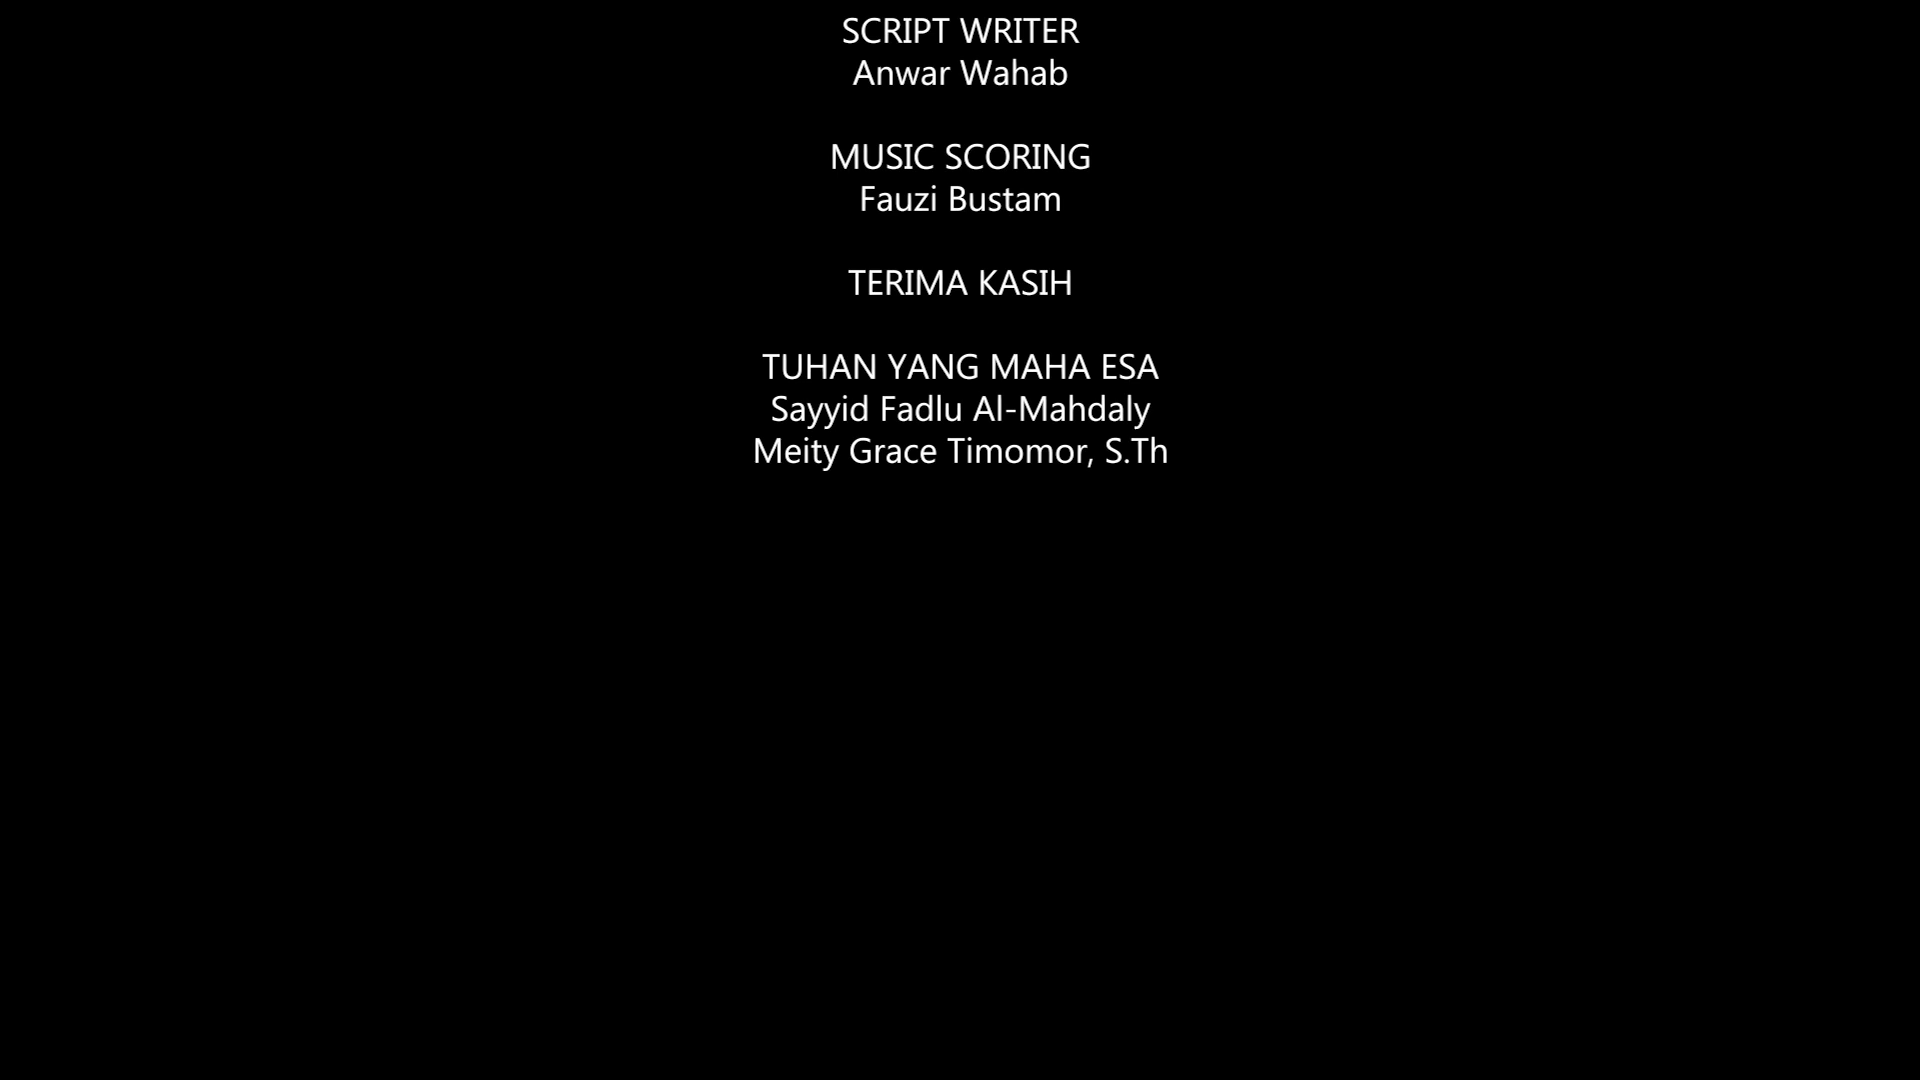 SCRIPT WRITER
Anwar Wahab
MUSIC SCORING
Fauzi Bustam
TERIMA KASIH
TUHAN YANG MAHA ESA
Sayyid Fadlu Al-Mahdaly
Meity Grace Timomor, S.Th